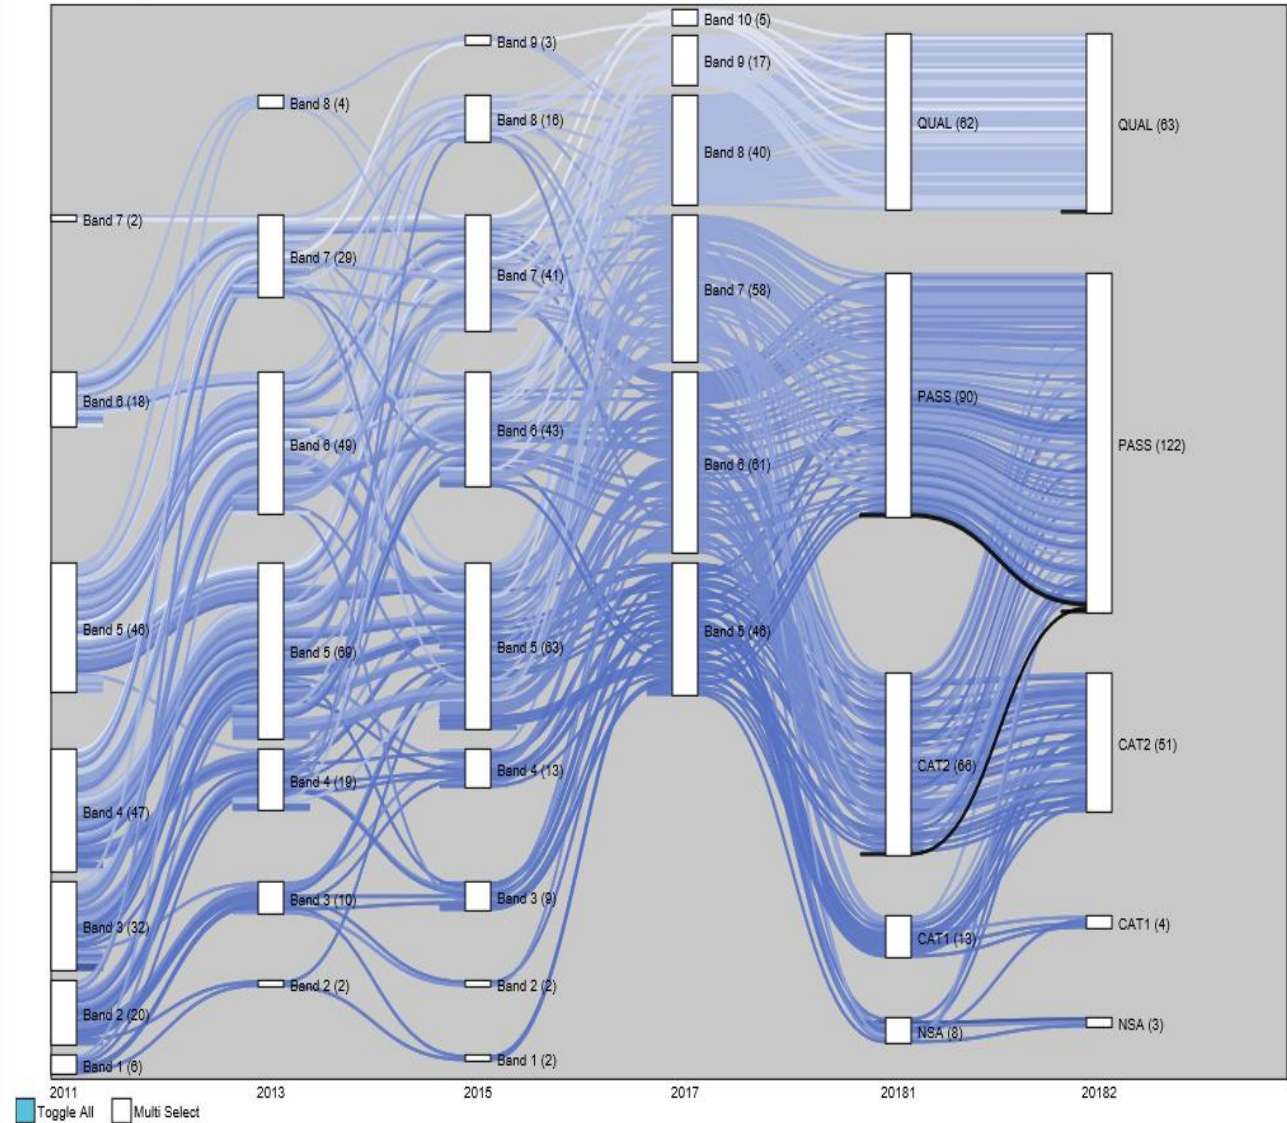 Band 10 (5)
Band 9 (3)
Band 9 (17)
Band 8 (4)
Band 8 (16)
QUAL (62)
QUAL (63)
Band 8 (40)
Band 7 (2)
Band 7 (29)
Band 7 (41)
Band 7 (58)
Band 6 (18)
PASS (90)
Band 6 (43)
Band 6 (49)
PASS (122)
Band 6 (61)
Band 5 (46)
Band 5 (46)
Band 5 (63)
Band 5 (69)
CAT2 (51)
CAT2 (66)
Band 4 (13)
Band 4 (19)
Band 4 (47)
Band 3 (9)
Band 3 (10)
CAT1 (4)
Band 3 (32)
CAT1 (13)
Band 2 (2)
Band 2 (2)
Band 2 (20)
NSA (3)
NSA (8)
Band 1 (2)
Band 1 (6)
2011 2013 2015 2017 20181 20182
Toggle All Multi Select